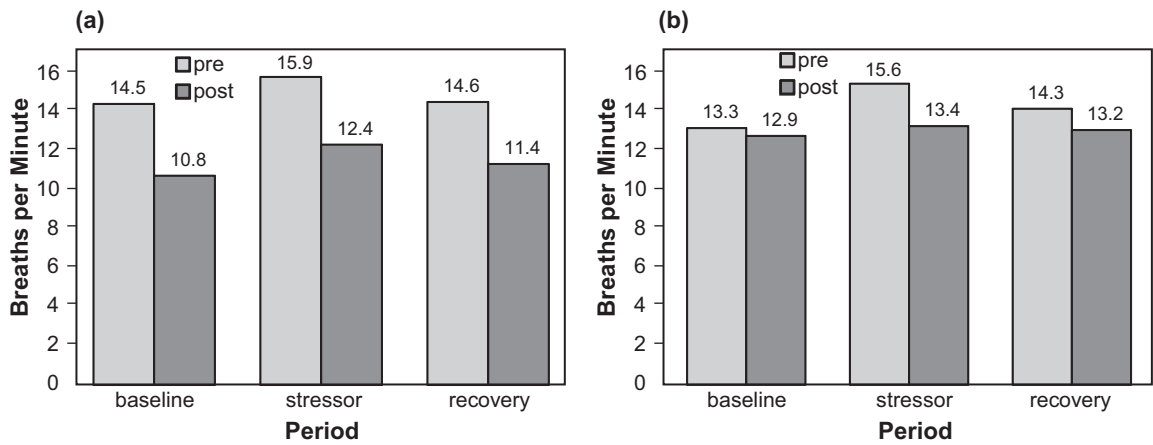 (a)
Breaths per Minute
16
14
12
10
8
6
4
2
0
pre
post
14.5
10.8
15.9
12.4
14.6
11.4
baseline stressor recovery
Period
(b)
Breaths per Minute
16
14
12
10
8
6
4
2
0
pre
post
13.3
12.9
15.6
13.4
14.3
13.2
baseline stressor recovery
Period